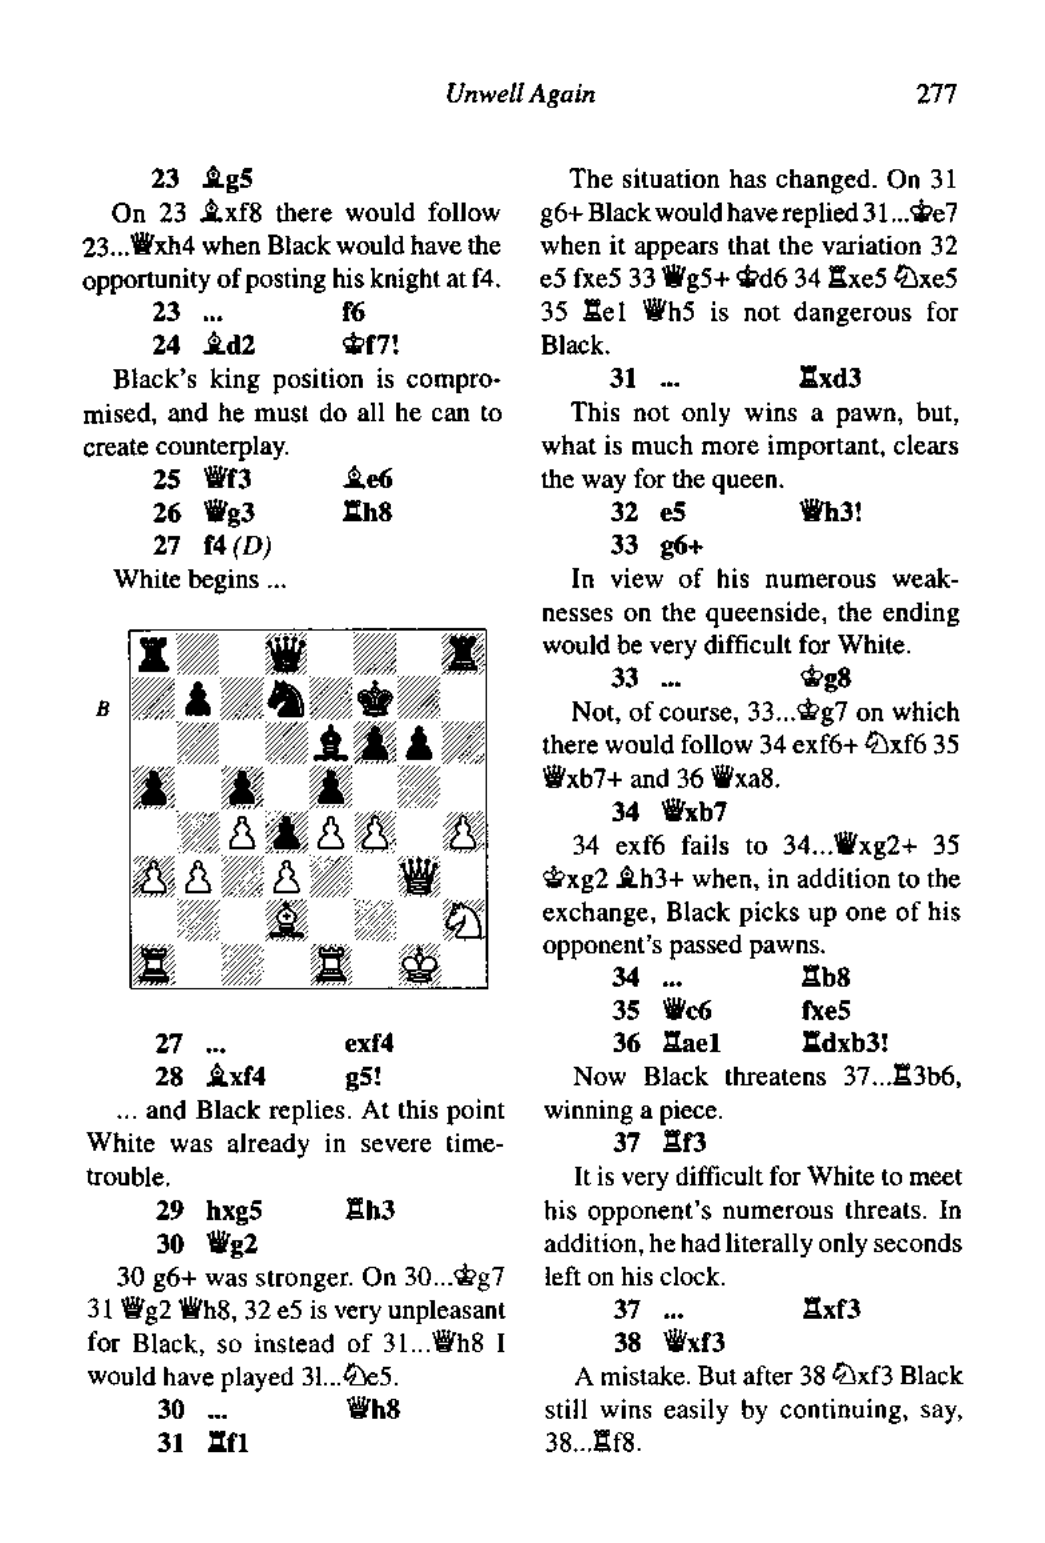 Unwell Again 277
23 ♗g5
On 23 ♗xf8 there would follow
23...♕xh4 when Black would have the
opportunity of posting his knight at f4.
23 ... f6
24 ♗d2 ♔f7!
Black's king position is compro-
mised, and he must do all he can to
create counterplay.
25 ♕f3 ♗e6
26 ♕g3 ♖h8
27 f4 (D)
White begins ...
B
27 ... exf4
28 ♗xf4 g5!
... and Black replies. At this point
White was already in severe time-
trouble.
29 hxg5 ♖h3
30 ♕g2
30 g6+ was stronger. On 30...♔g7
31 ♕g2 ♕h8, 32 e5 is very unpleasant
for Black, so instead of 31...♕h8 I
would have played 31...♘e5.
30 ... ♕h8
31 ♖f1
The situation has changed. On 31
g6+ Black would have replied 31...♔e7
when it appears that the variation 32
e5 fxe5 33 ♕g5+ ♔d6 34 ♖xe5 ♘xe5
35 ♖e1 ♕h5 is not dangerous for
Black.
31 ... ♖xd3
This not only wins a pawn, but,
what is much more important, clears
the way for the queen.
32 e5 ♕h3!
33 g6+
In view of his numerous weak-
nesses on the queenside, the ending
would be very difficult for White.
33 ... ♔g8
Not, of course, 33...♔g7 on which
there would follow 34 exf6+ ♘xf6 35
♕xb7+ and 36 ♕xa8.
34 ♕xb7
34 exf6 fails to 34...♕xg2+ 35
♔xg2 ♗h3+ when, in addition to the
exchange, Black picks up one of his
opponent's passed pawns.
34 ... ♖b8
35 ♕c6 fxe5
36 ♖ae1 ♖dxb3!
Now Black threatens 37...♖3b6,
winning a piece.
37 ♖f3
It is very difficult for White to meet
his opponent's numerous threats. In
addition, he had literally only seconds
left on his clock.
37 ... ♖xf3
38 ♕xf3
A mistake. But after 38 ♘xf3 Black
still wins easily by continuing, say,
38...♖f8.